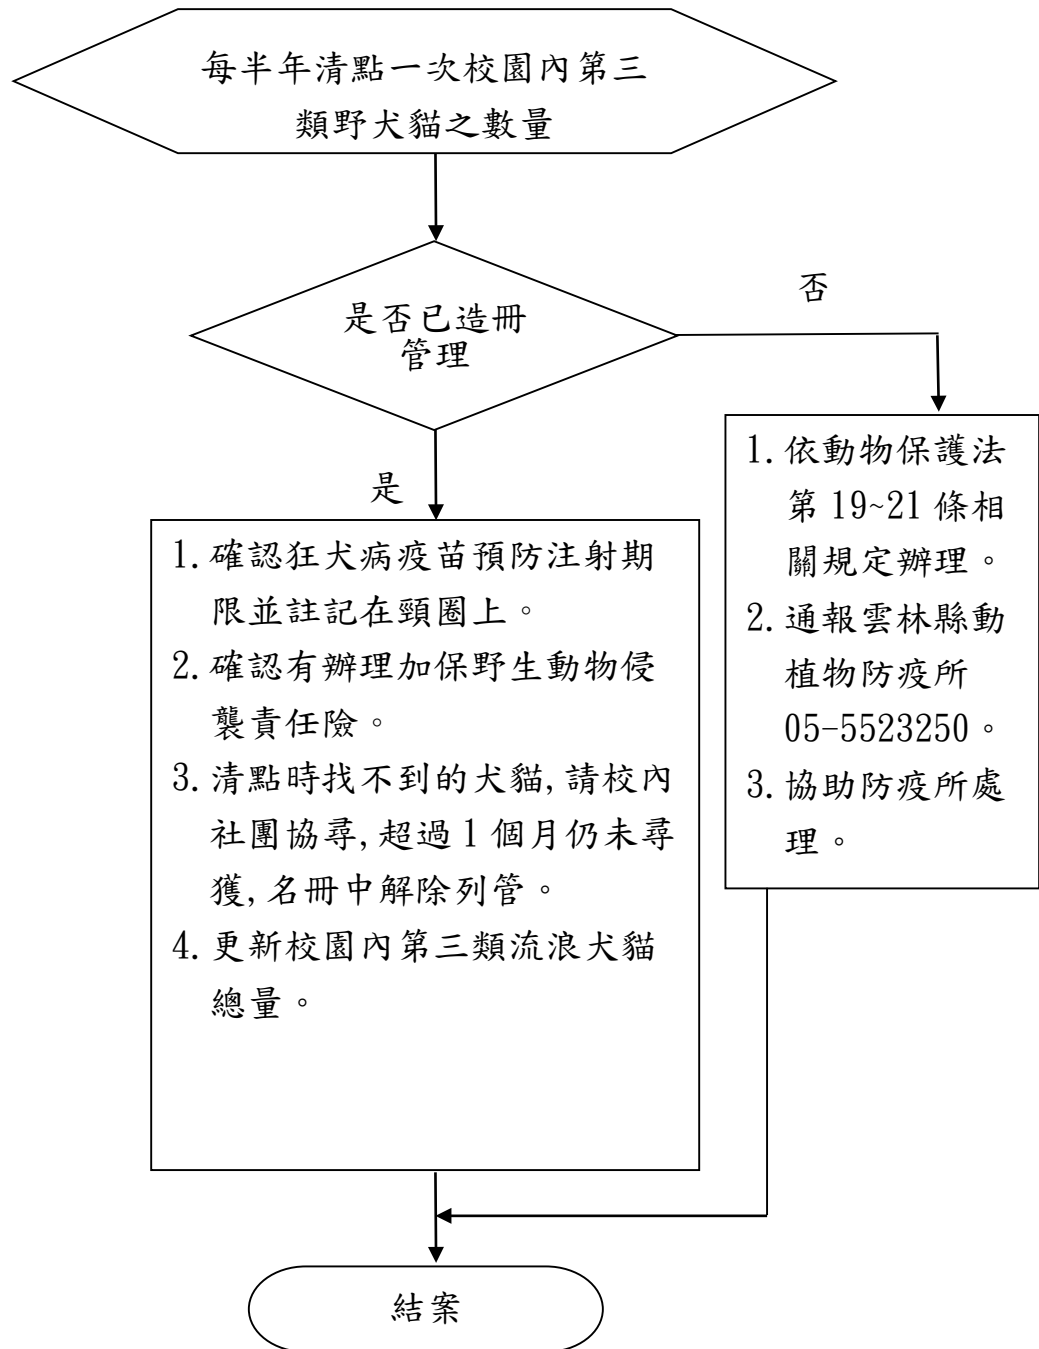 每半年清點一次校園內第三
類野犬貓之數量
是否已造冊
管理
否
是
1.確認狂犬病疫苗預防注射期
限並註記在頸圈上。
2.確認有辦理加保野生動物侵
襲責任險。
3.清點時找不到的犬貓,請校內
社團協尋,超過1個月仍未尋
獲,名冊中解除列管。
4.更新校園內第三類流浪犬貓
總量。
1.依動物保護法
第19~21條相
關規定辦理。
2.通報雲林縣動
植物防疫所
05-5523250。
3.協助防疫所處
理。
結案